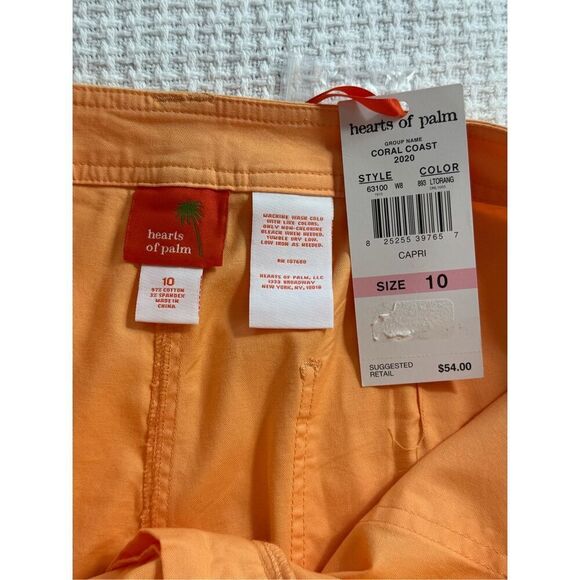 hearts
of palm
10
97% COTTON
3% SPANDEX
MADE IN
CHINA
MACHINE WASH COLD
WITH LIKE COLORS,
ONLY NON-CHLORINE
BLEACH WHEN NEEDED.
TUMBLE DRY LOW.
LOW IRON AS NEEDED.
RN 107680
HEARTS OF PALM, LLC
1333 BROADWAY
NEW YORK, NY, 10018
hearts of palm
GROUP NAME
CORAL COAST
2020
STYLE COLOR
63100 W8 893 LTORANG
8 25255 39765 7
CAPRI
SIZE 10
SUGGESTED
RETAIL $54.00